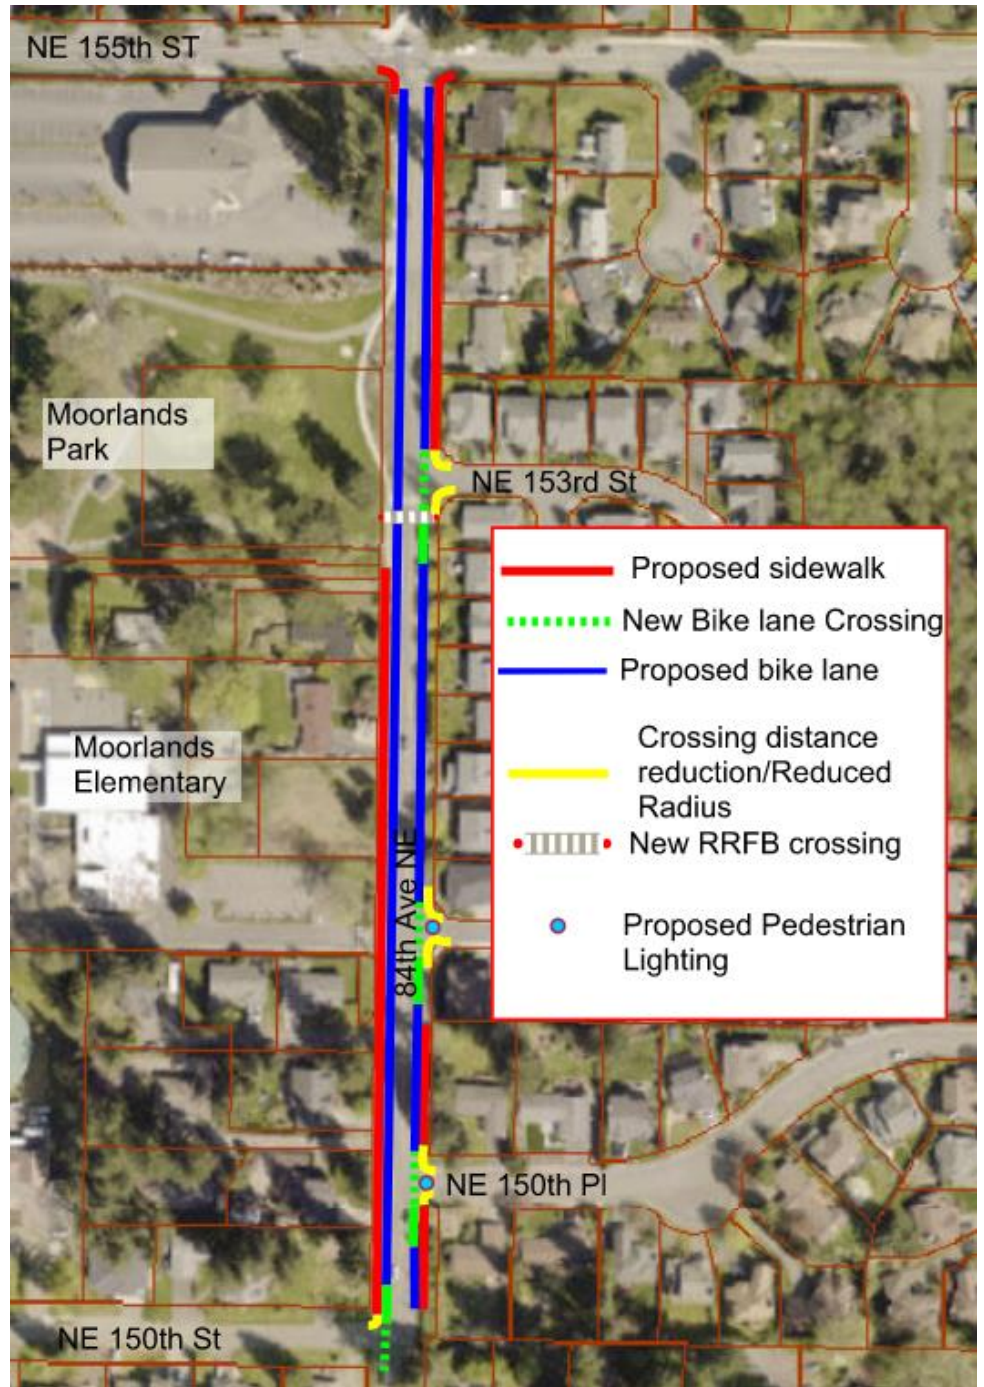 NE 155th ST
Moorlands
Park
NE 153rd St
Proposed sidewalk
New Bike lane Crossing
Proposed bike lane
Crossing distance
reduction/Reduced
Radius
New RRFB crossing
Proposed Pedestrian
Lighting
Moorlands
Elementary
84th Ave NE
NE 150th Pl
NE 150th St